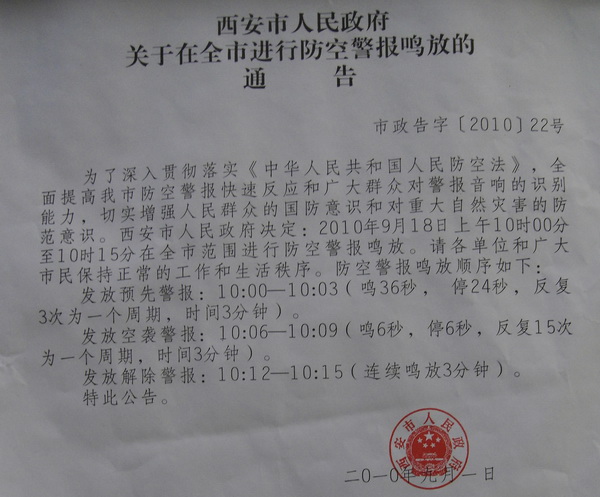 西安市人民政府
关于在全市进行防空警报鸣放的
通 告
市政告字〔2010〕22号
为了深入贯彻落实《中华人民共和国人民防空法》，全
面提高我市防空警报快速反应和广大群众对警报音响的识别
能力，切实增强人民群众的国防意识和对重大自然灾害的防
范意识。西安市人民政府决定：2010年9月18日上午10时00分
至10时15分在全市范围进行防空警报鸣放。请各单位和广大
市民保持正常的工作和生活秩序。防空警报鸣放顺序如下：
发放预先警报：10:00—10:03（鸣36秒，停24秒，反复
3次为一个周期，时间3分钟）。
发放空袭警报：10:06—10:09（鸣6秒，停6秒，反复15次
为一个周期，时间3分钟）。
发放解除警报：10:12—10:15（连续鸣放3分钟）。
特此公告。
西安市人民政府
二〇一〇年九月一日